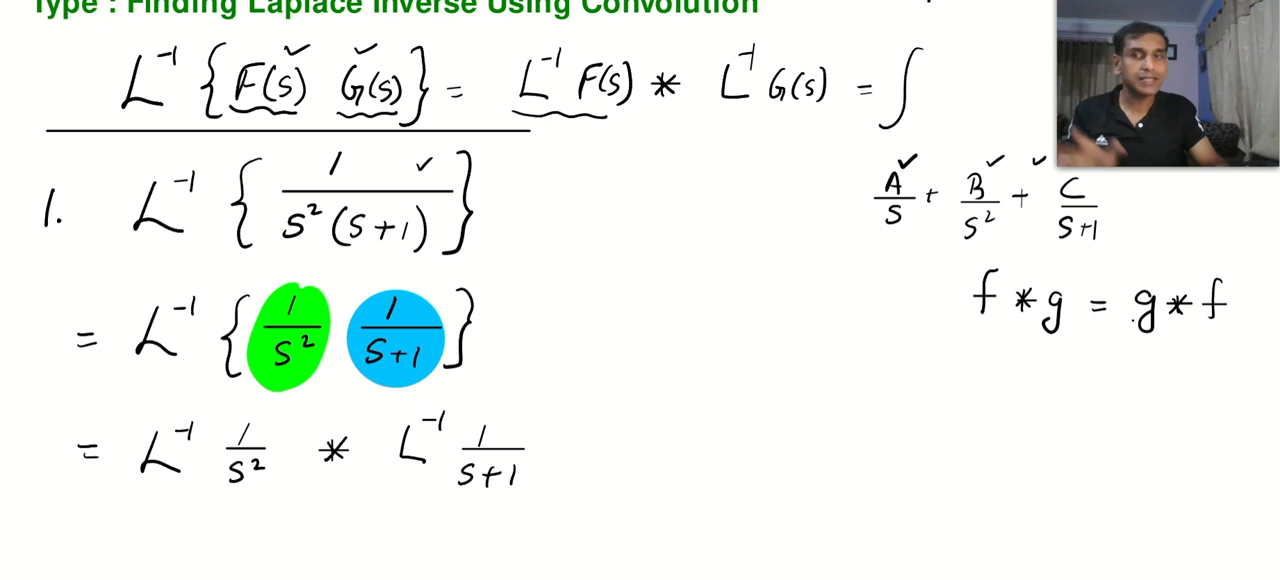 Type : Finding Laplace Inverse Using Convolution
L⁻¹ { F(s) G(s) } = L⁻¹ F(s) * L⁻¹ G(s) = ∫
1. L⁻¹ { 1 / s²(s+1) }
A/s + B/s² + C/s+1
= L⁻¹ { 1/s² 1/s+1 }
f * g = g * f
= L⁻¹ 1/s² * L⁻¹ 1/s+1